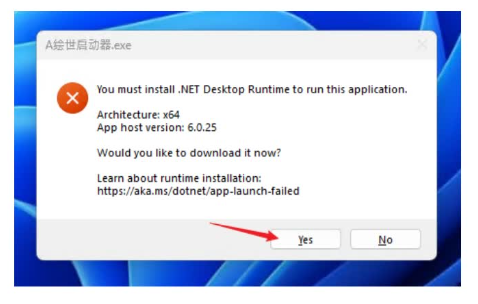 A绘世启动器.exe
You must install .NET Desktop Runtime to run this application.
Architecture: x64
App host version: 6.0.25
Would you like to download it now?
Learn about runtime installation:
https://aka.ms/dotnet/app-launch-failed
Yes No